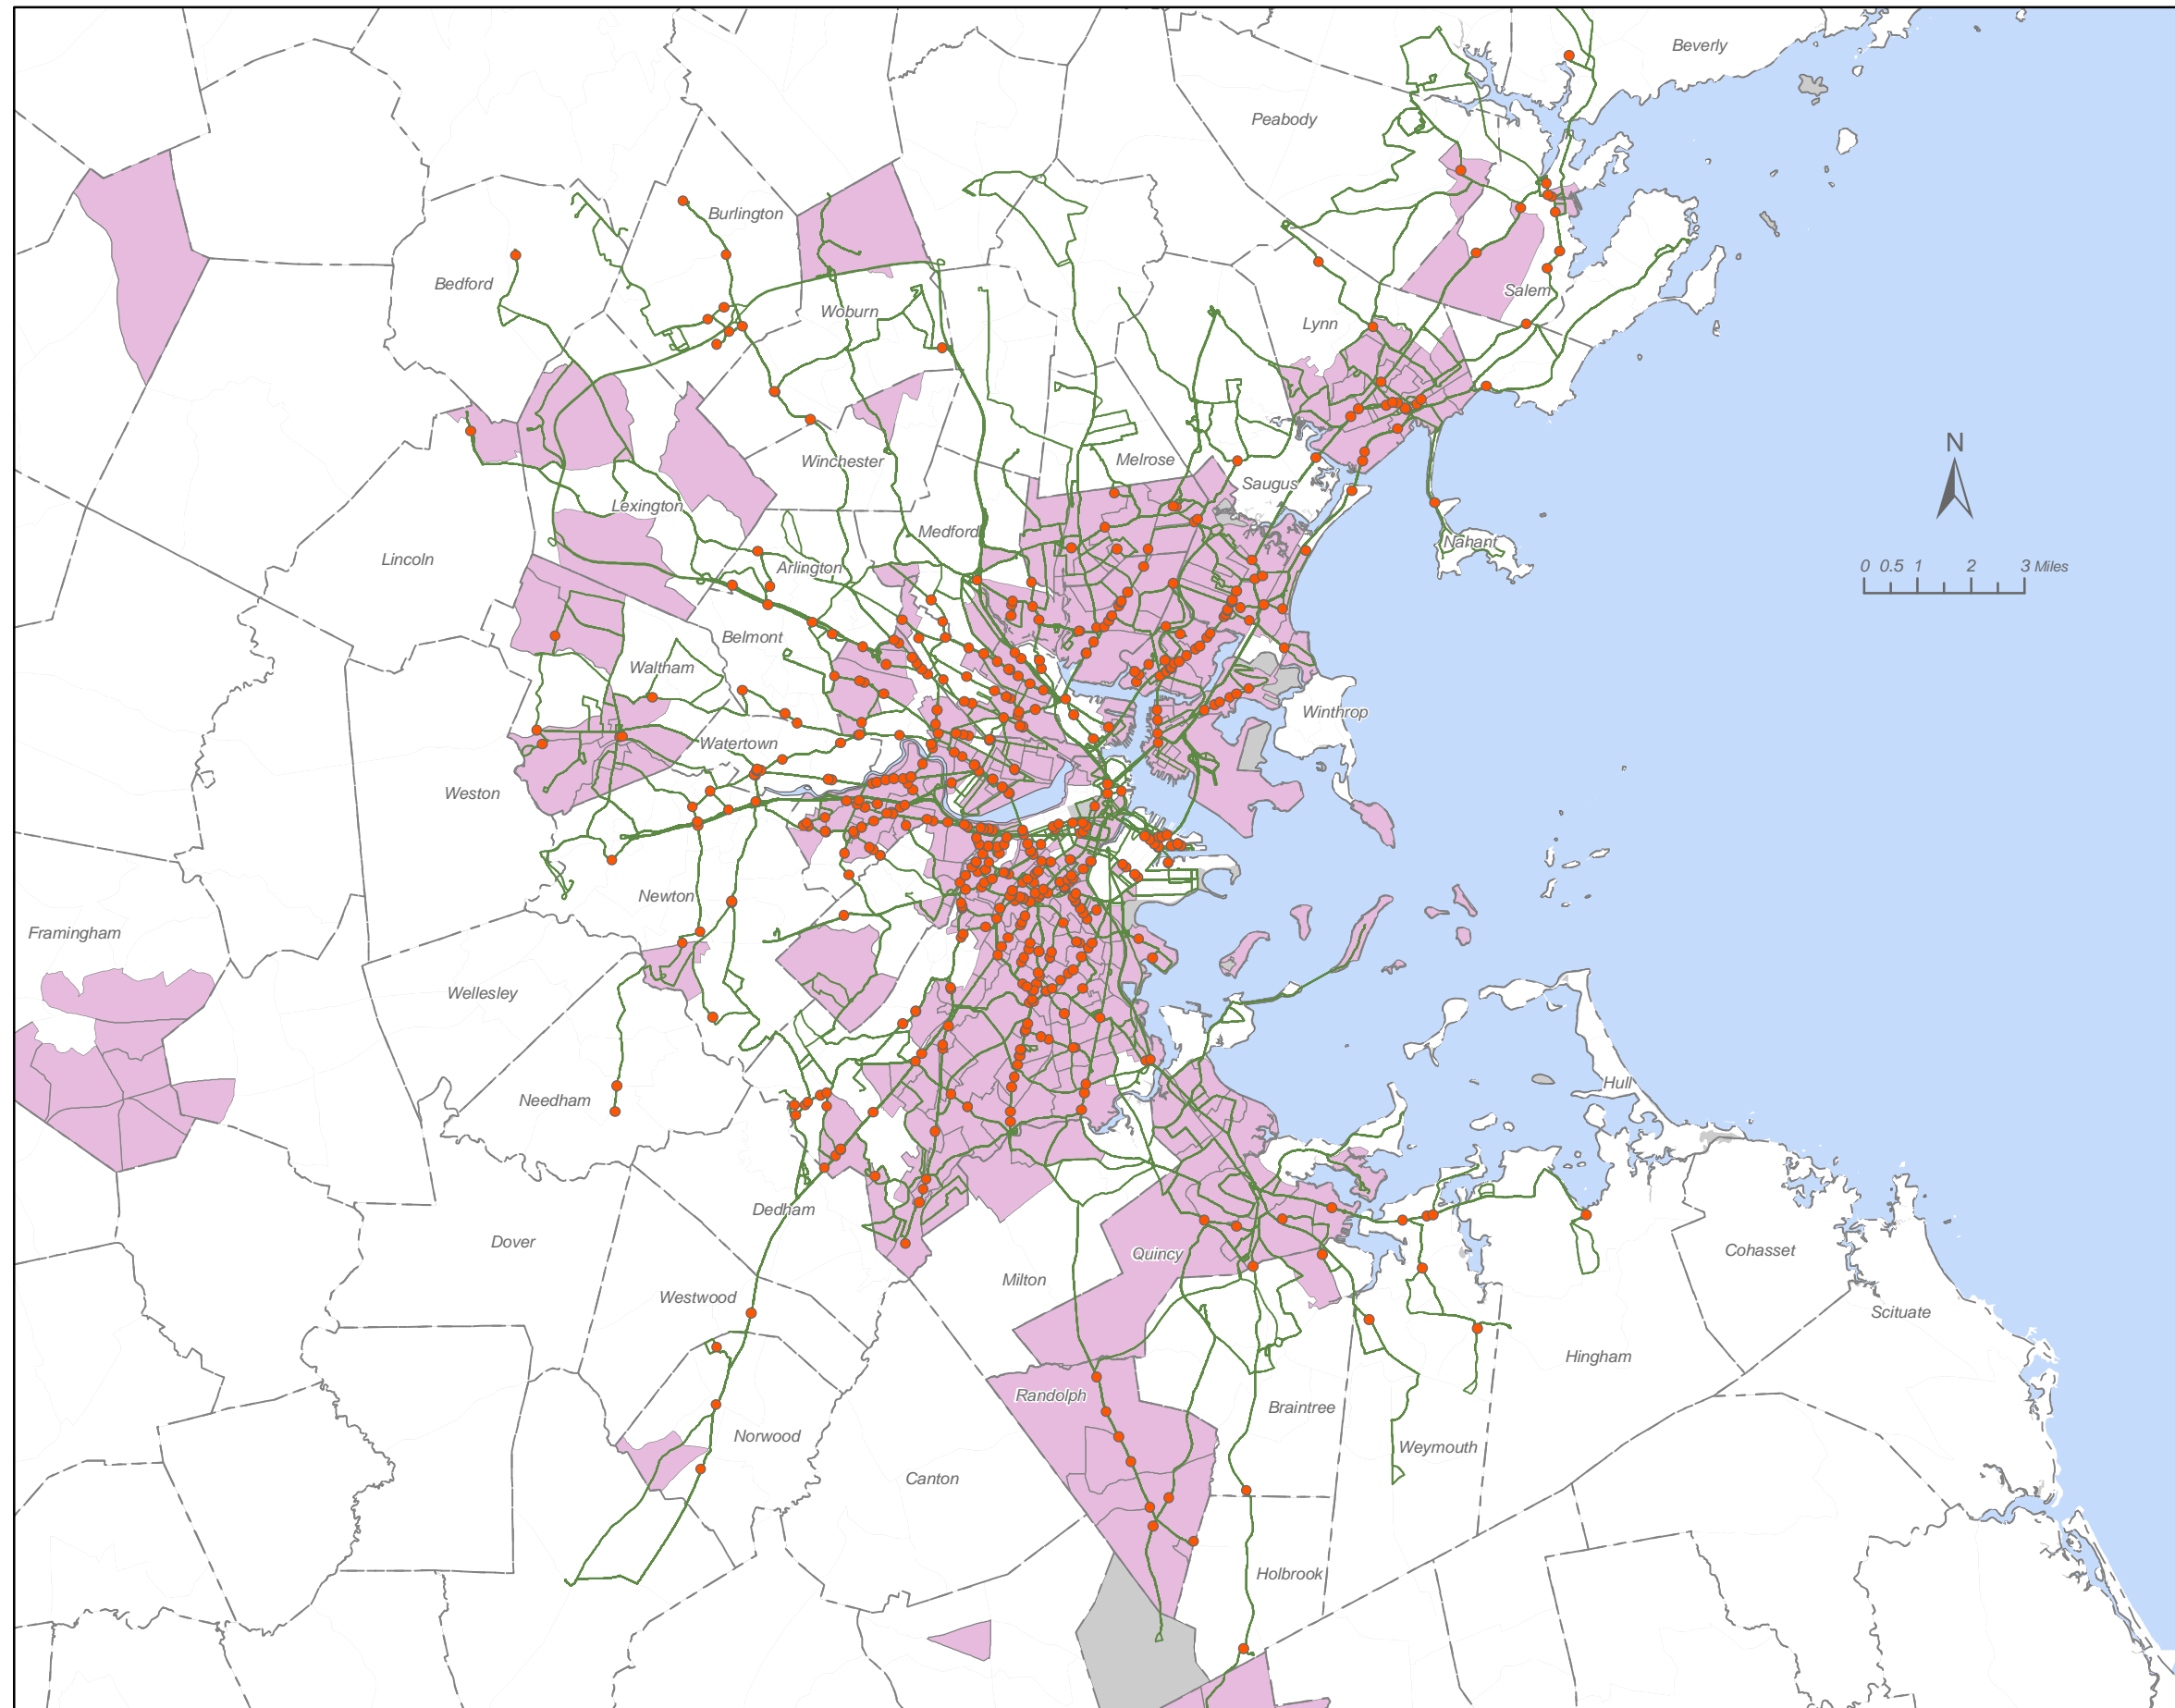 Beverly
Peabody
Burlington
Bedford
Salem
Woburn
Lynn
N
Winchester
Melrose
Saugus
Lexington
Medford
Nahant
Lincoln
Arlington
0 0.5 1 2 3 Miles
Belmont
Waltham
Winthrop
Watertown
Weston
Newton
Framingham
Wellesley
Hull
Needham
Dedham
Dover
Cohasset
Quincy
Milton
Westwood
Scituate
Hingham
Randolph
Braintree
Norwood
Weymouth
Canton
Holbrook